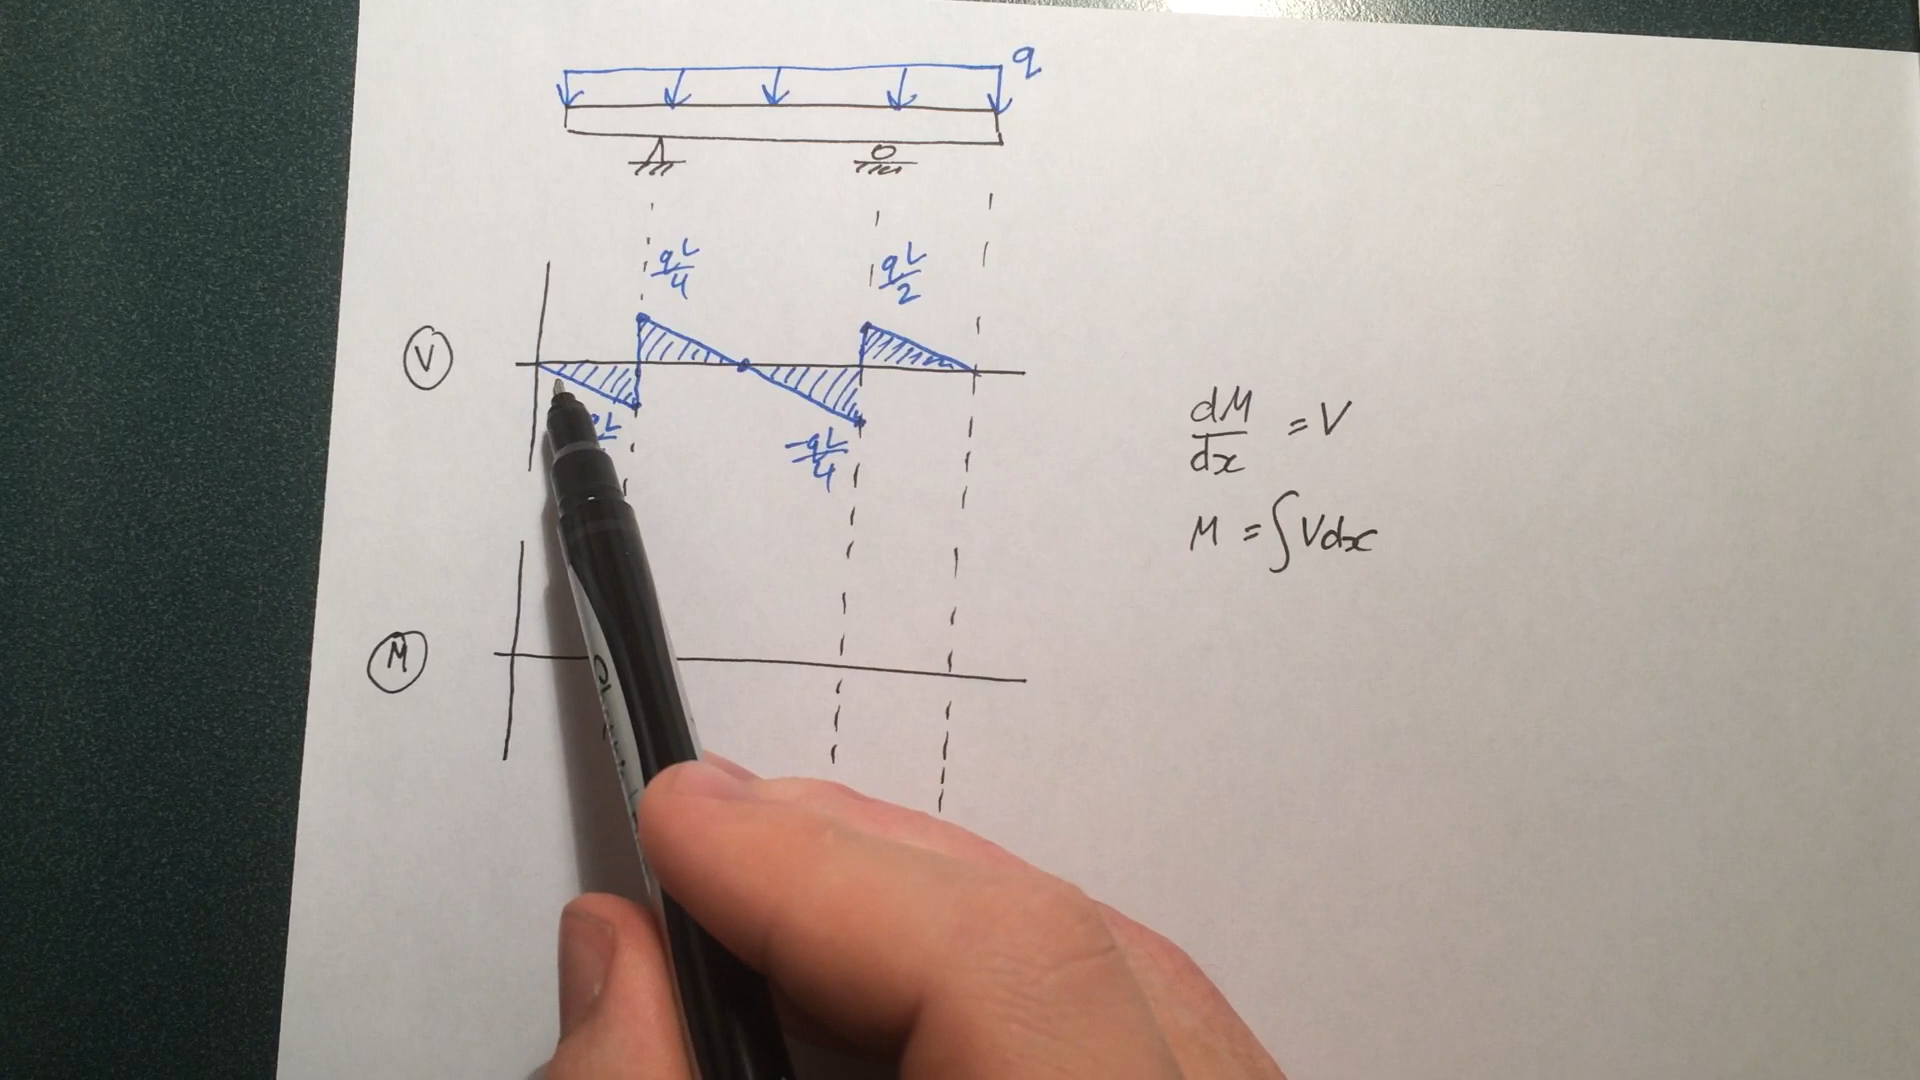 q
qL/4
qL/2
V
-qL/4
dM/dx = V
M = ∫Vdx
M